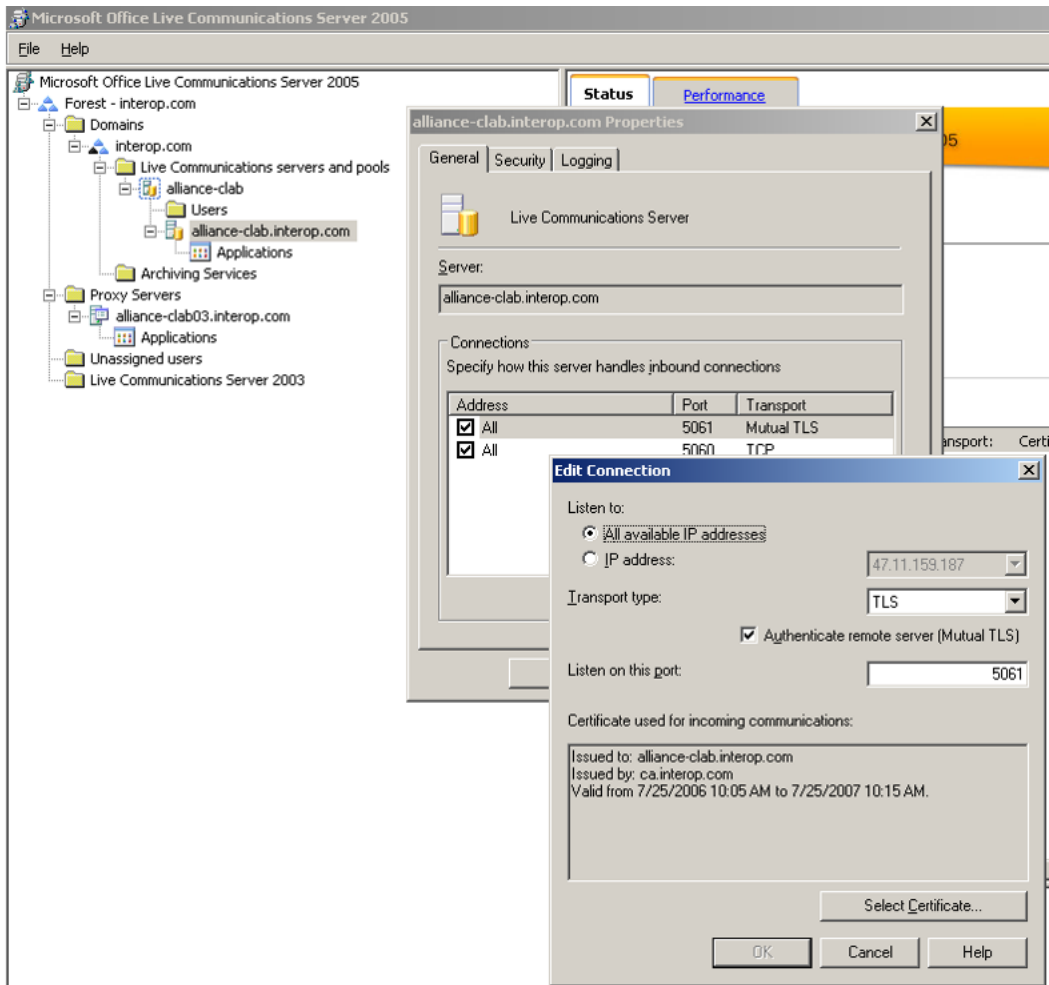 Microsoft Office Live Communications Server 2005
File Help
Microsoft Office Live Communications Server 2005
Forest - interop.com
Domains
interop.com
Live Communications servers and pools
alliance-clab
Users
alliance-clab.interop.com
Applications
Archiving Services
Proxy Servers
alliance-clab03.interop.com
Applications
Unassigned users
Live Communications Server 2003
Status Performance
05
alliance-clab.interop.com Properties
General Security Logging
Live Communications Server
Server:
alliance-clab.interop.com
Connections
Specify how this server handles inbound connections
Address Port Transport
All 5061 Mutual TLS
All 5060 TCP
ansport: Certi
Edit Connection
Listen to:
All available IP addresses
IP address: 47.11.159.187
Transport type: TLS
Authenticate remote server (Mutual TLS)
Listen on this port: 5061
Certificate used for incoming communications:
Issued to: alliance-clab.interop.com
Issued by: ca.interop.com
Valid from 7/25/2006 10:05 AM to 7/25/2007 10:15 AM.
Select Certificate...
OK Cancel Help